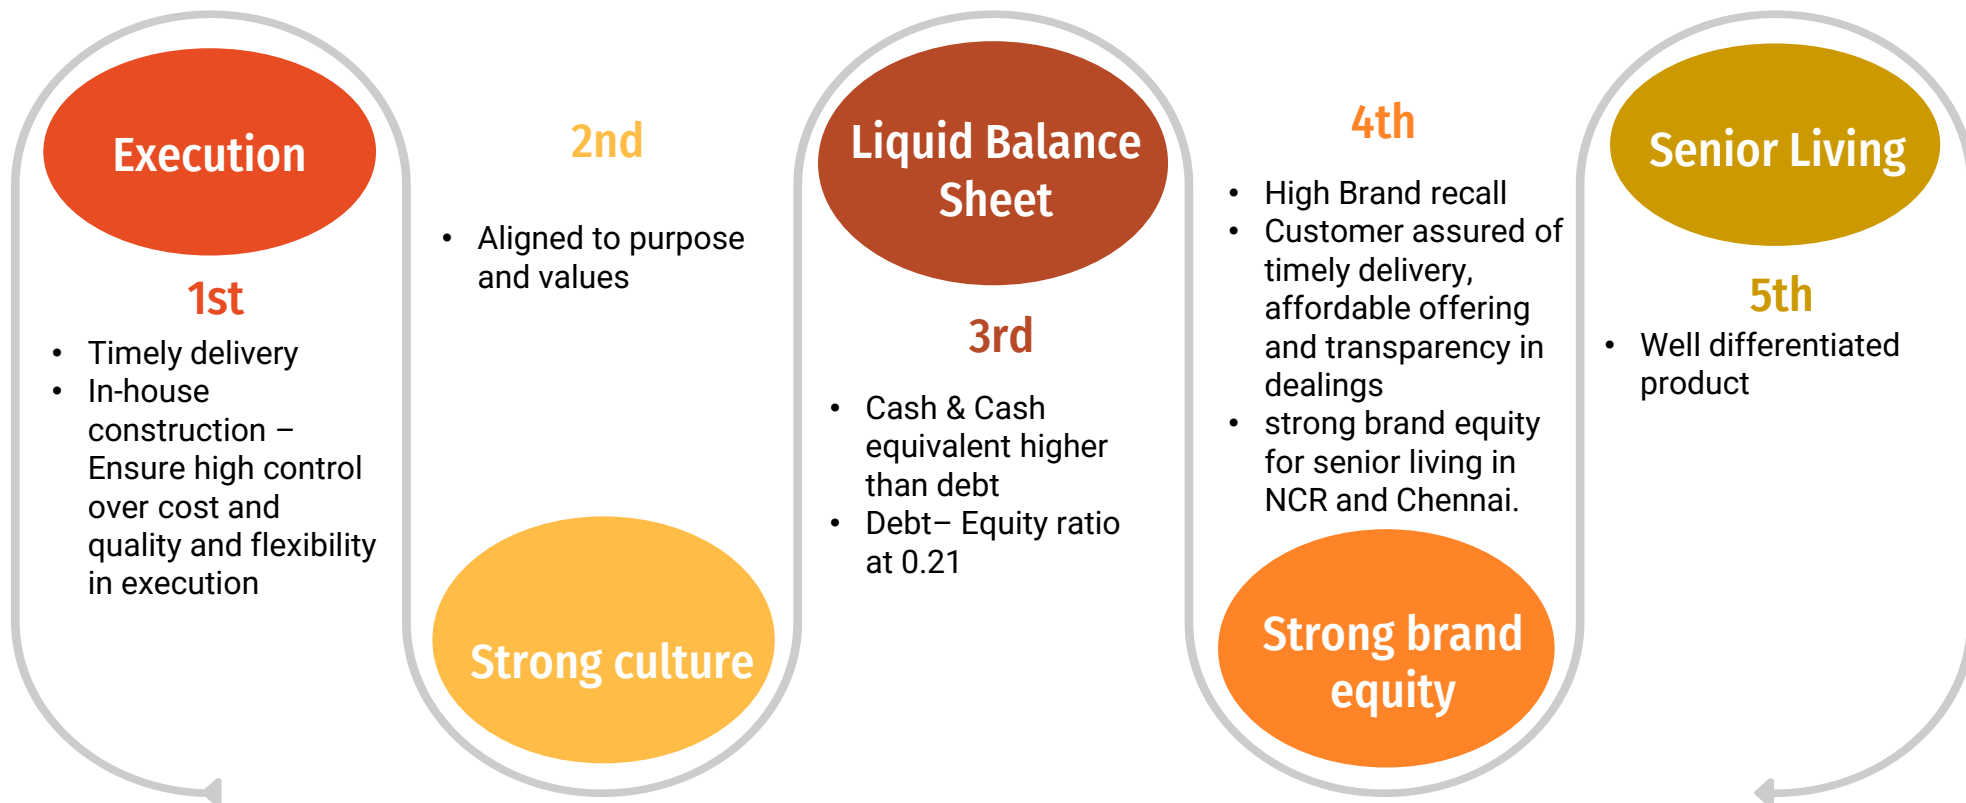 Execution
1st
• Timely delivery
• In-house
construction –
Ensure high control
over cost and
quality and flexibility
in execution
2nd
• Aligned to purpose
and values
Strong culture
Liquid Balance
Sheet
3rd
• Cash & Cash
equivalent higher
than debt
• Debt– Equity ratio
at 0.21
4th
• High Brand recall
• Customer assured of
timely delivery,
affordable offering
and transparency in
dealings
• strong brand equity
for senior living in
NCR and Chennai.
Strong brand
equity
Senior Living
5th
• Well differentiated
product